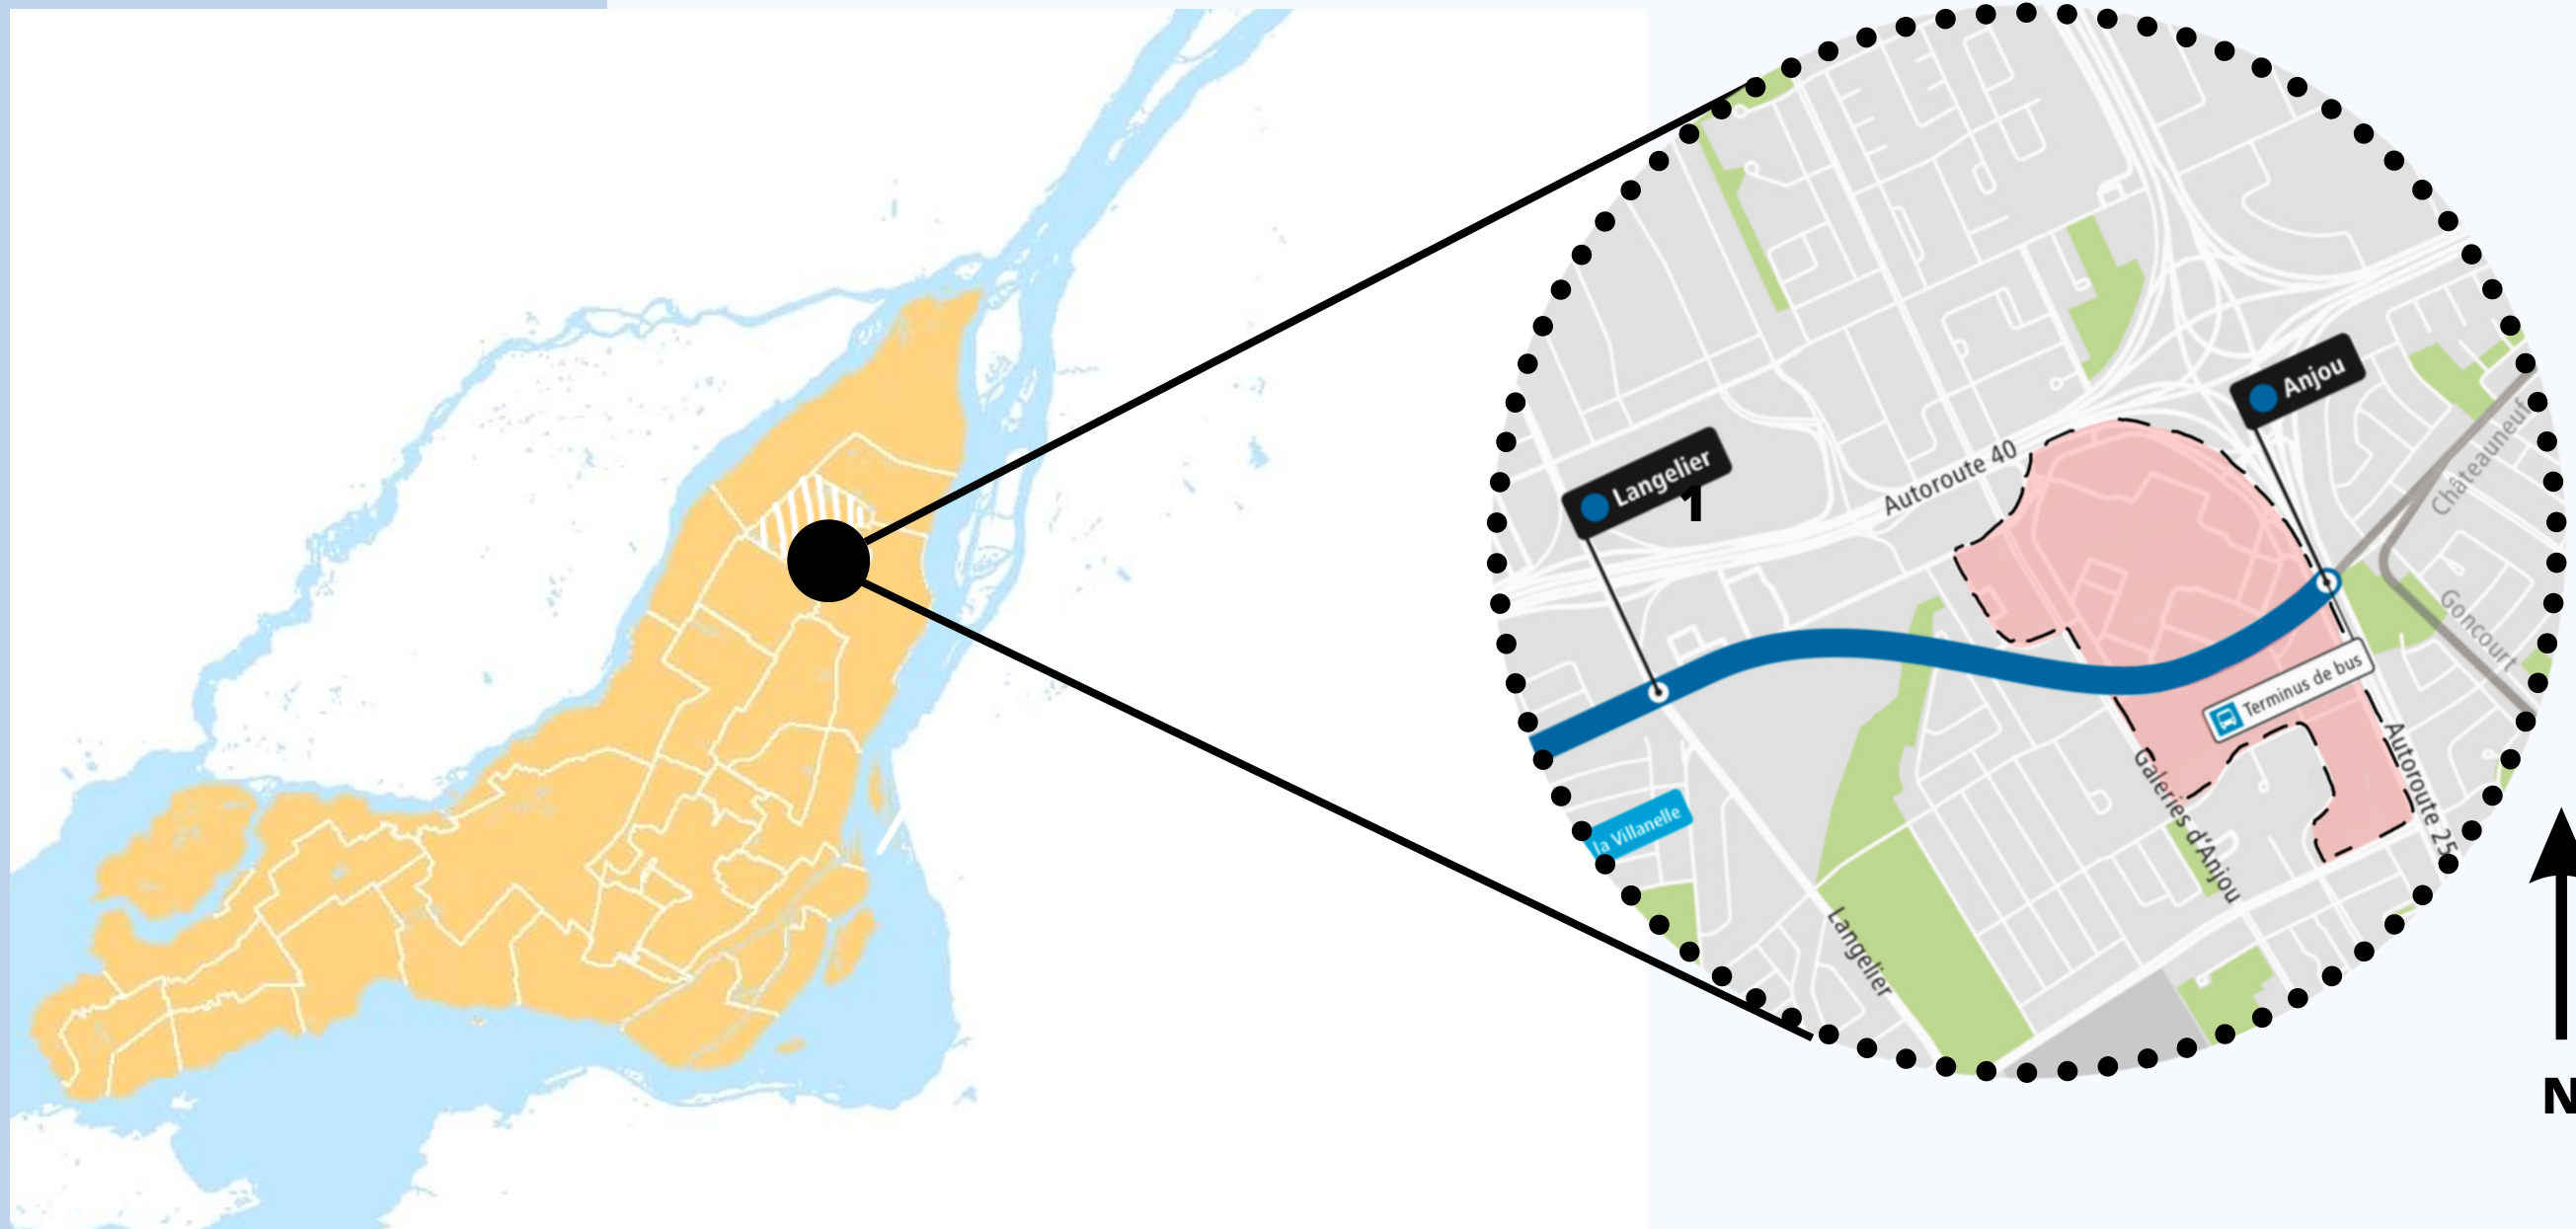 Anjou
Langelier
1
Autoroute 40
Châteauneuf
Goncourt
Terminus de bus
Autoroute 25
Galeries d'Anjou
la Villanelle
Langelier
N